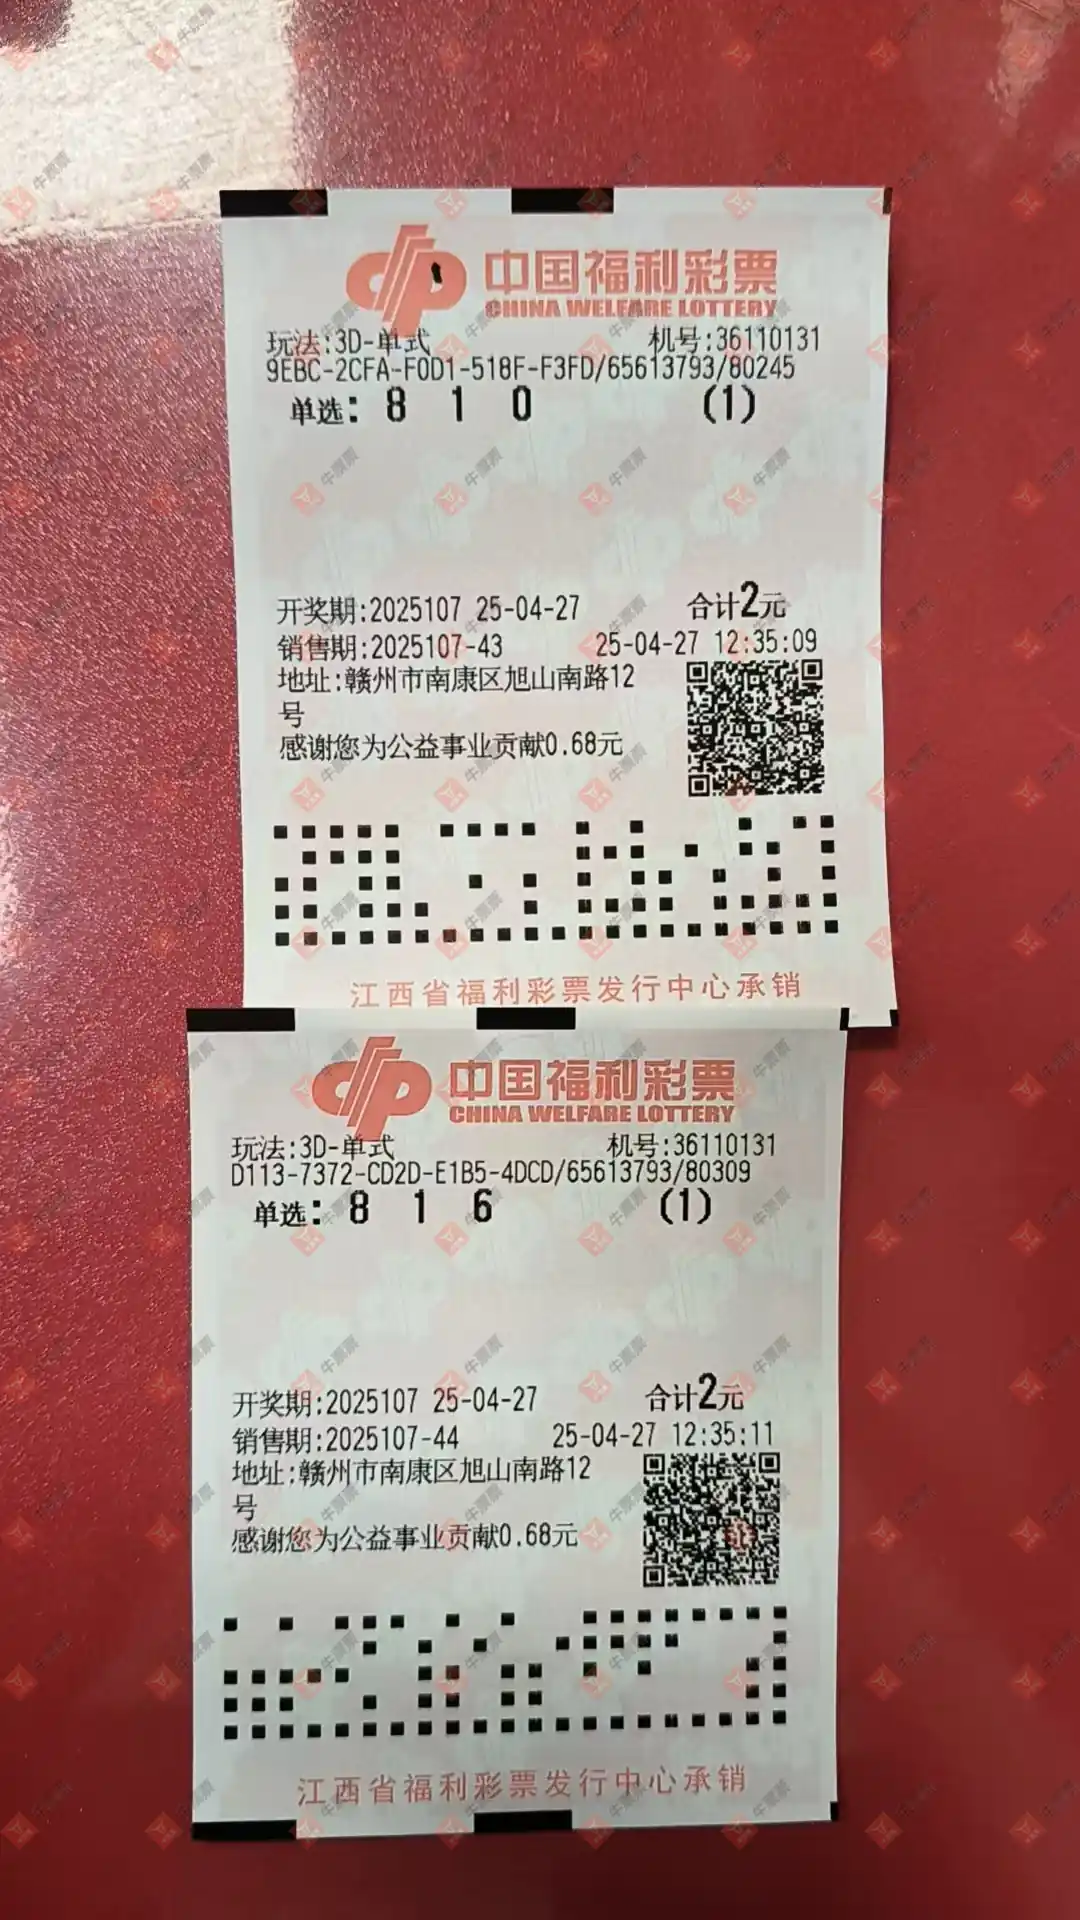 中国福利彩票
CHINA WELFARE LOTTERY
玩法:3D-单式 机号:36110131
9EBC-2CFA-F0D1-518F-F3FD/65613793/80245
单选: 8 1 0 (1)
开奖期:2025107 25-04-27 合计2元
销售期:2025107-43 25-04-27 12:35:09
地址:赣州市南康区旭山南路12
号
感谢您为公益事业贡献0.68元
江西省福利彩票发行中心承销
中国福利彩票
CHINA WELFARE LOTTERY
玩法:3D-单式 机号:36110131
D113-7372-CD2D-E1B5-4DCD/65613793/80309
单选: 8 1 6 (1)
开奖期:2025107 25-04-27 合计2元
销售期:2025107-44 25-04-27 12:35:11
地址:赣州市南康区旭山南路12
号
感谢您为公益事业贡献0.68元
江西省福利彩票发行中心承销